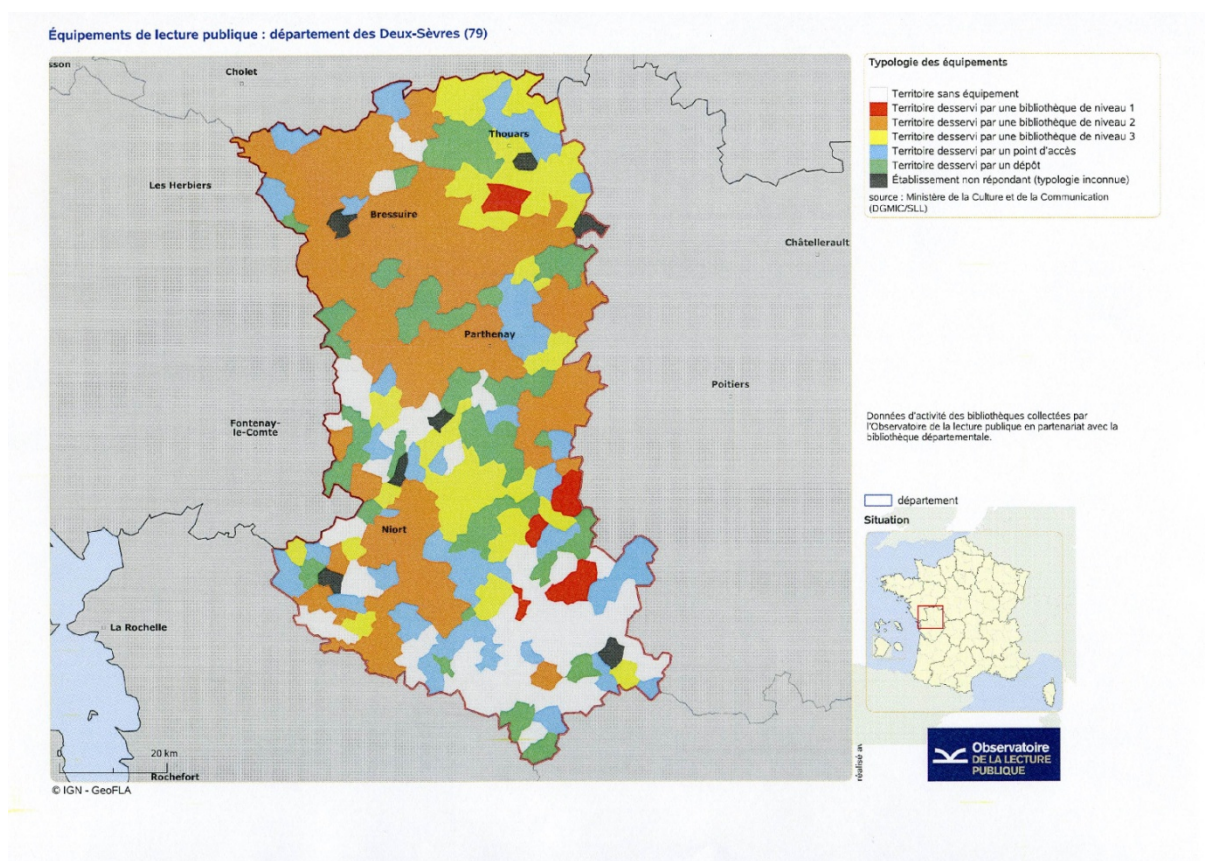 Équipements de lecture publique : département des Deux-Sèvres (79)
sson
Cholet
Thouars
Les Herbiers
Bressuire
Châtellerault
Parthenay
Poitiers
Fontenay-
le-Comte
Niort
La Rochelle
0
20 km
Rochefort
© IGN - GeoFLA
Typologie des équipements
Territoire sans équipement
Territoire desservi par une bibliothèque de niveau 1
Territoire desservi par une bibliothèque de niveau 2
Territoire desservi par une bibliothèque de niveau 3
Territoire desservi par un point d'accès
Territoire desservi par un dépôt
Établissement non répondant (typologie inconnue)
source : Ministère de la Culture et de la Communication
(DGMIC/SLL)
Données d'activité des bibliothèques collectées par
l'Observatoire de la lecture publique en partenariat avec la
bibliothèque départementale.
département
Situation
réalisé av
Observatoire
DE LA LECTURE
PUBLIQUE